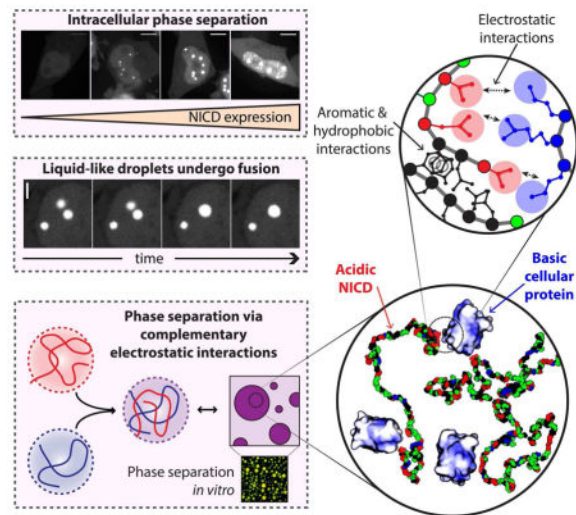 Intracellular phase separation
NICD expression
Liquid-like droplets undergo fusion
time
Phase separation via
complementary
electrostatic interactions
Phase separation
in vitro
Electrostatic
interactions
Aromatic &
hydrophobic
interactions
Acidic
NICD
Basic
cellular
protein